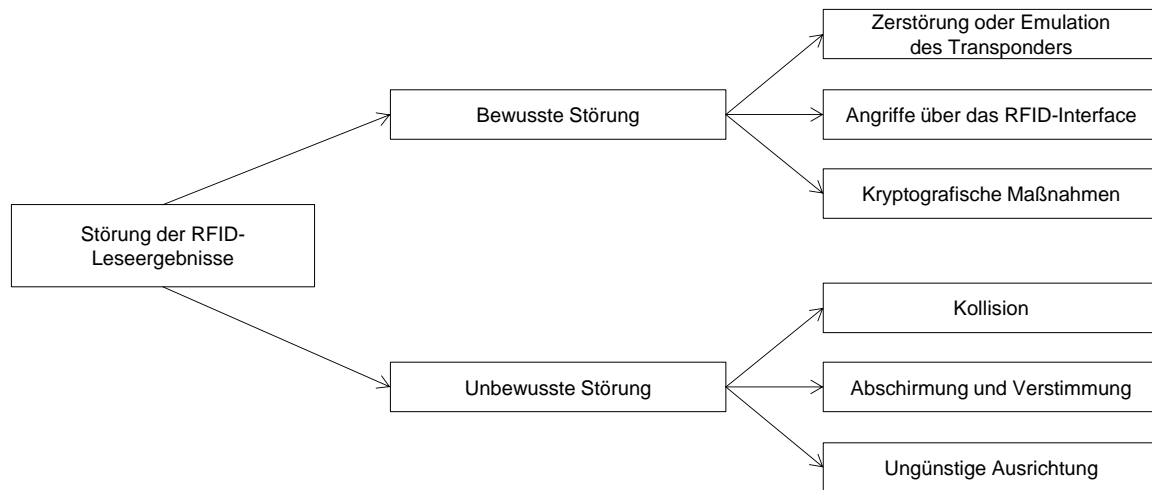 Störung der RFID-
Leseergebnisse
Bewusste Störung
Zerstörung oder Emulation
des Transponders
Angriffe über das RFID-Interface
Kryptografische Maßnahmen
Unbewusste Störung
Kollision
Abschirmung und Verstimmung
Ungünstige Ausrichtung